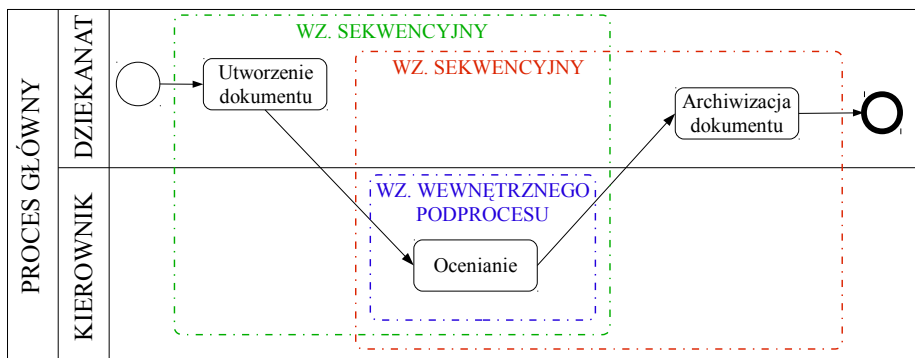 PROCES GŁÓWNY
DZIEKANAT
KIEROWNIK
WZ. SEKWENCYJNY
WZ. SEKWENCYJNY
Utworzenie
dokumentu
Archiwizacja
dokumentu
WZ. WEWNĘTRZNEGO
PODPROCESU
Ocenianie